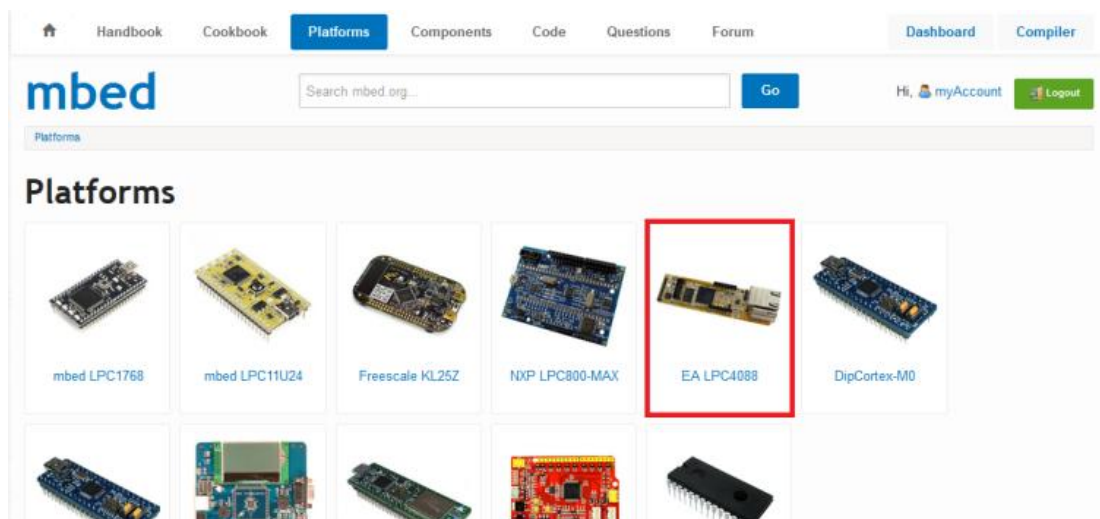 Handbook Cookbook Platforms Components Code Questions Forum Dashboard Compiler
mbed Search mbed.org... Go Hi, myAccount Logout
Platforms
Platforms
mbed LPC1768 mbed LPC11U24 Freescale KL25Z NXP LPC800-MAX EA LPC4088 DipCortex-M0